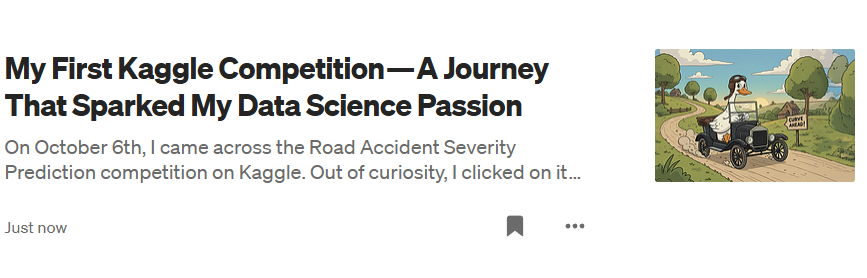 My First Kaggle Competition — A Journey
That Sparked My Data Science Passion
On October 6th, I came across the Road Accident Severity
Prediction competition on Kaggle. Out of curiosity, I clicked on it...
CURVE
AHEAD!
Just now